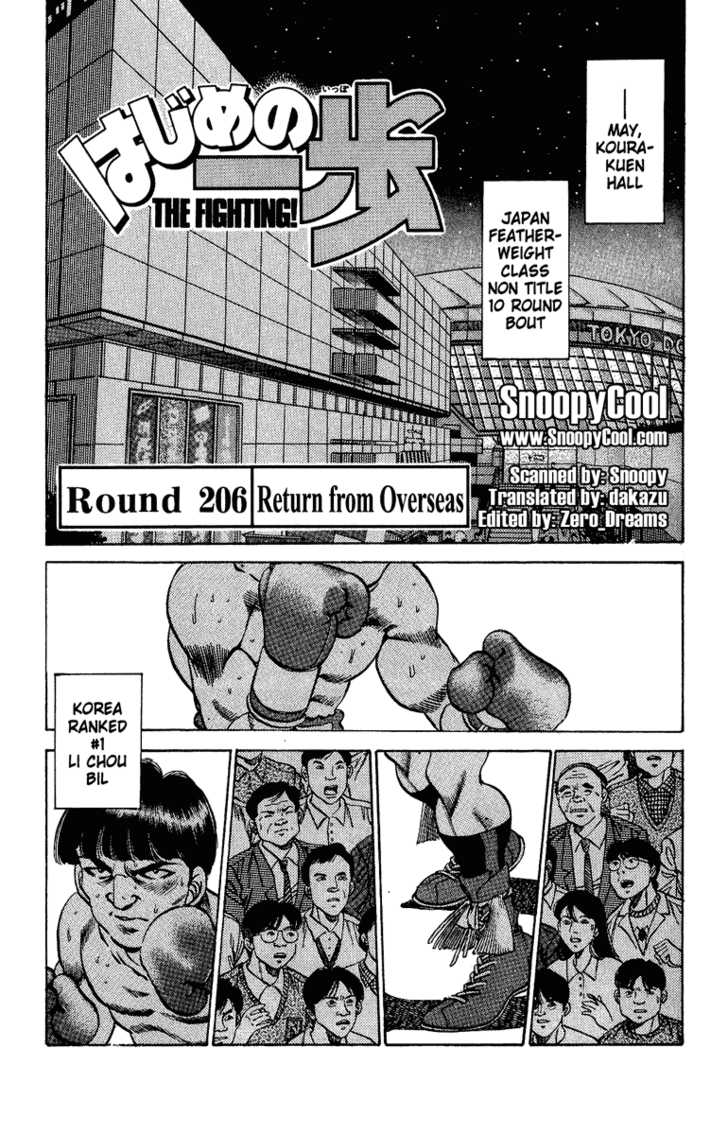 —
MAY,
KOURA-
KUEN
HALL
いっぽ
はじめの一歩
THE FIGHTING!
JAPAN
FEATHER-
WEIGHT
CLASS
NON TITLE
10 ROUND
BOUT
TOKYO DO
SnoopyCool
www.SnoopyCool.com
Scanned by: Snoopy
Translated by: dakazu
Edited by: Zero Dreams
Round 206 Return from Overseas
KOREA
RANKED
#1
LI CHOU
BIL